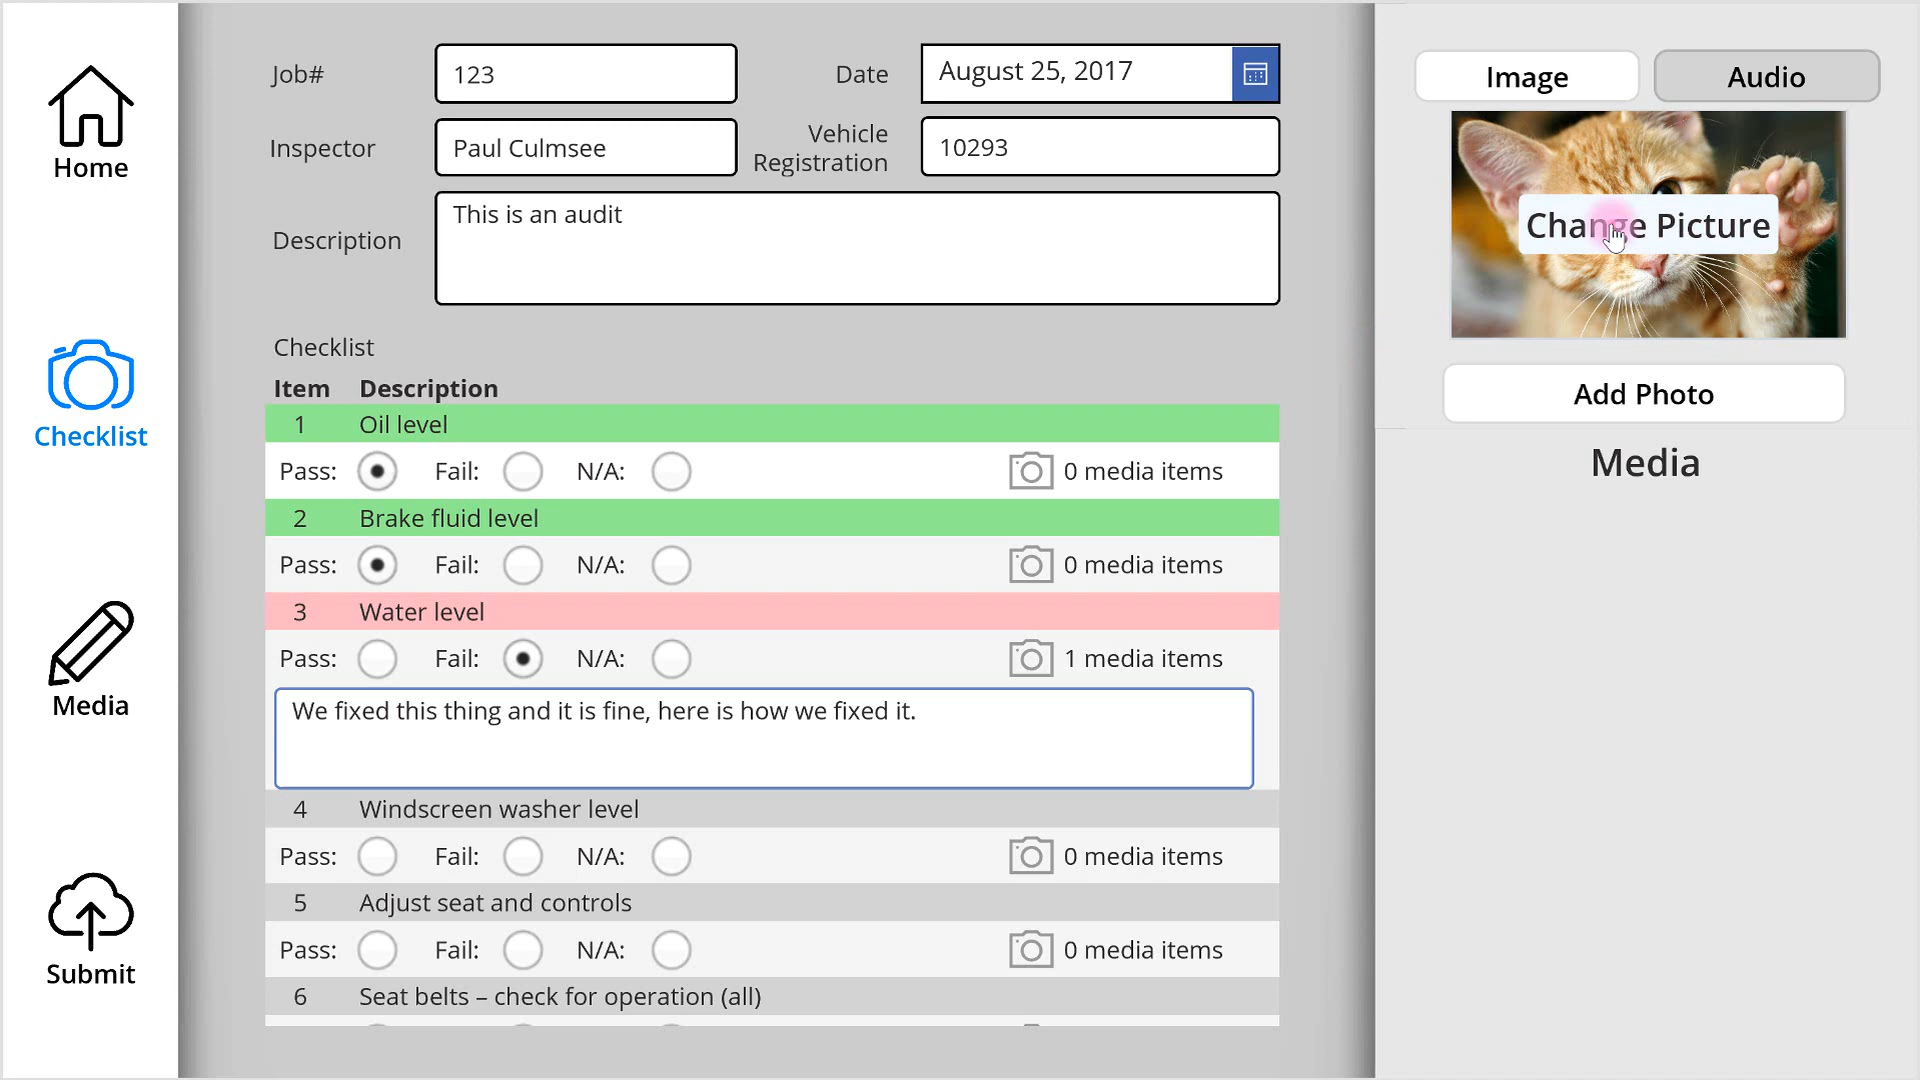 Home
Checklist
Media
Submit
Job#
123
Date
August 25, 2017
Inspector
Paul Culmsee
Vehicle
Registration
10293
Description
This is an audit
Checklist
Item Description
1 Oil level
Pass: Fail: N/A: 0 media items
2 Brake fluid level
Pass: Fail: N/A: 0 media items
3 Water level
Pass: Fail: N/A: 1 media items
We fixed this thing and it is fine, here is how we fixed it.
4 Windscreen washer level
Pass: Fail: N/A: 0 media items
5 Adjust seat and controls
Pass: Fail: N/A: 0 media items
6 Seat belts – check for operation (all)
Image
Audio
Change Picture
Add Photo
Media